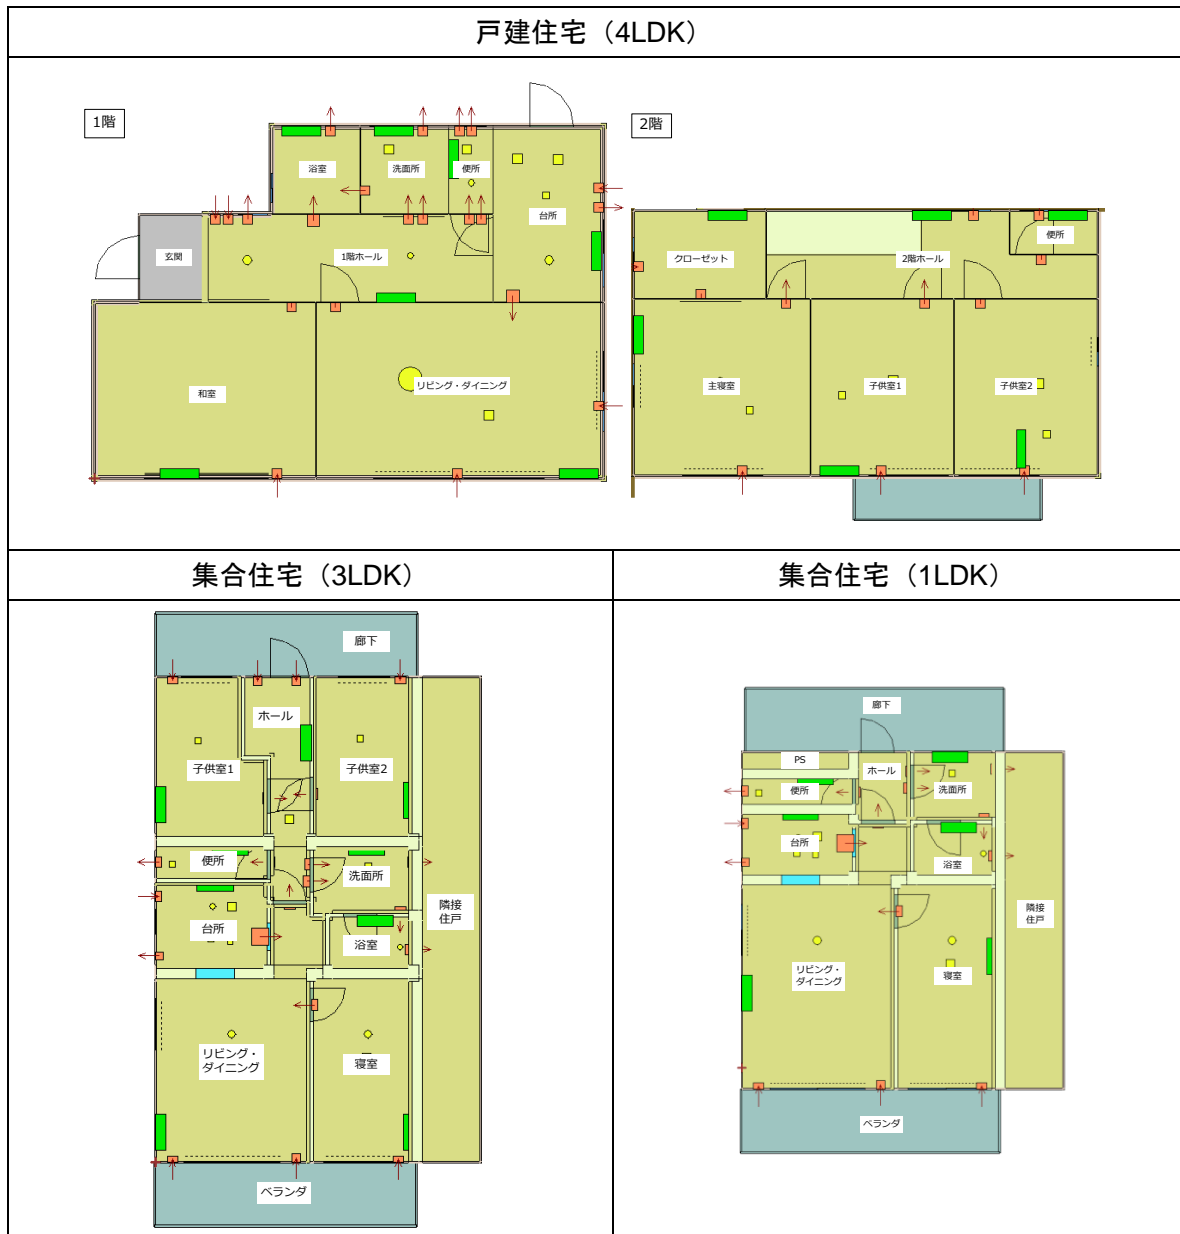 戸建住宅（4LDK）
1階
浴室
洗面所
便所
台所
玄関
1階ホール
和室
リビング・ダイニング
2階
クローゼット
2階ホール
便所
主寝室
子供室1
子供室2
集合住宅（3LDK）
廊下
ホール
子供室1
子供室2
便所
洗面所
台所
浴室
隣接
住戸
リビング・
ダイニング
寝室
ベランダ
集合住宅（1LDK）
廊下
PS
ホール
便所
洗面所
台所
浴室
隣接
住戸
リビング・
ダイニング
寝室
ベランダ